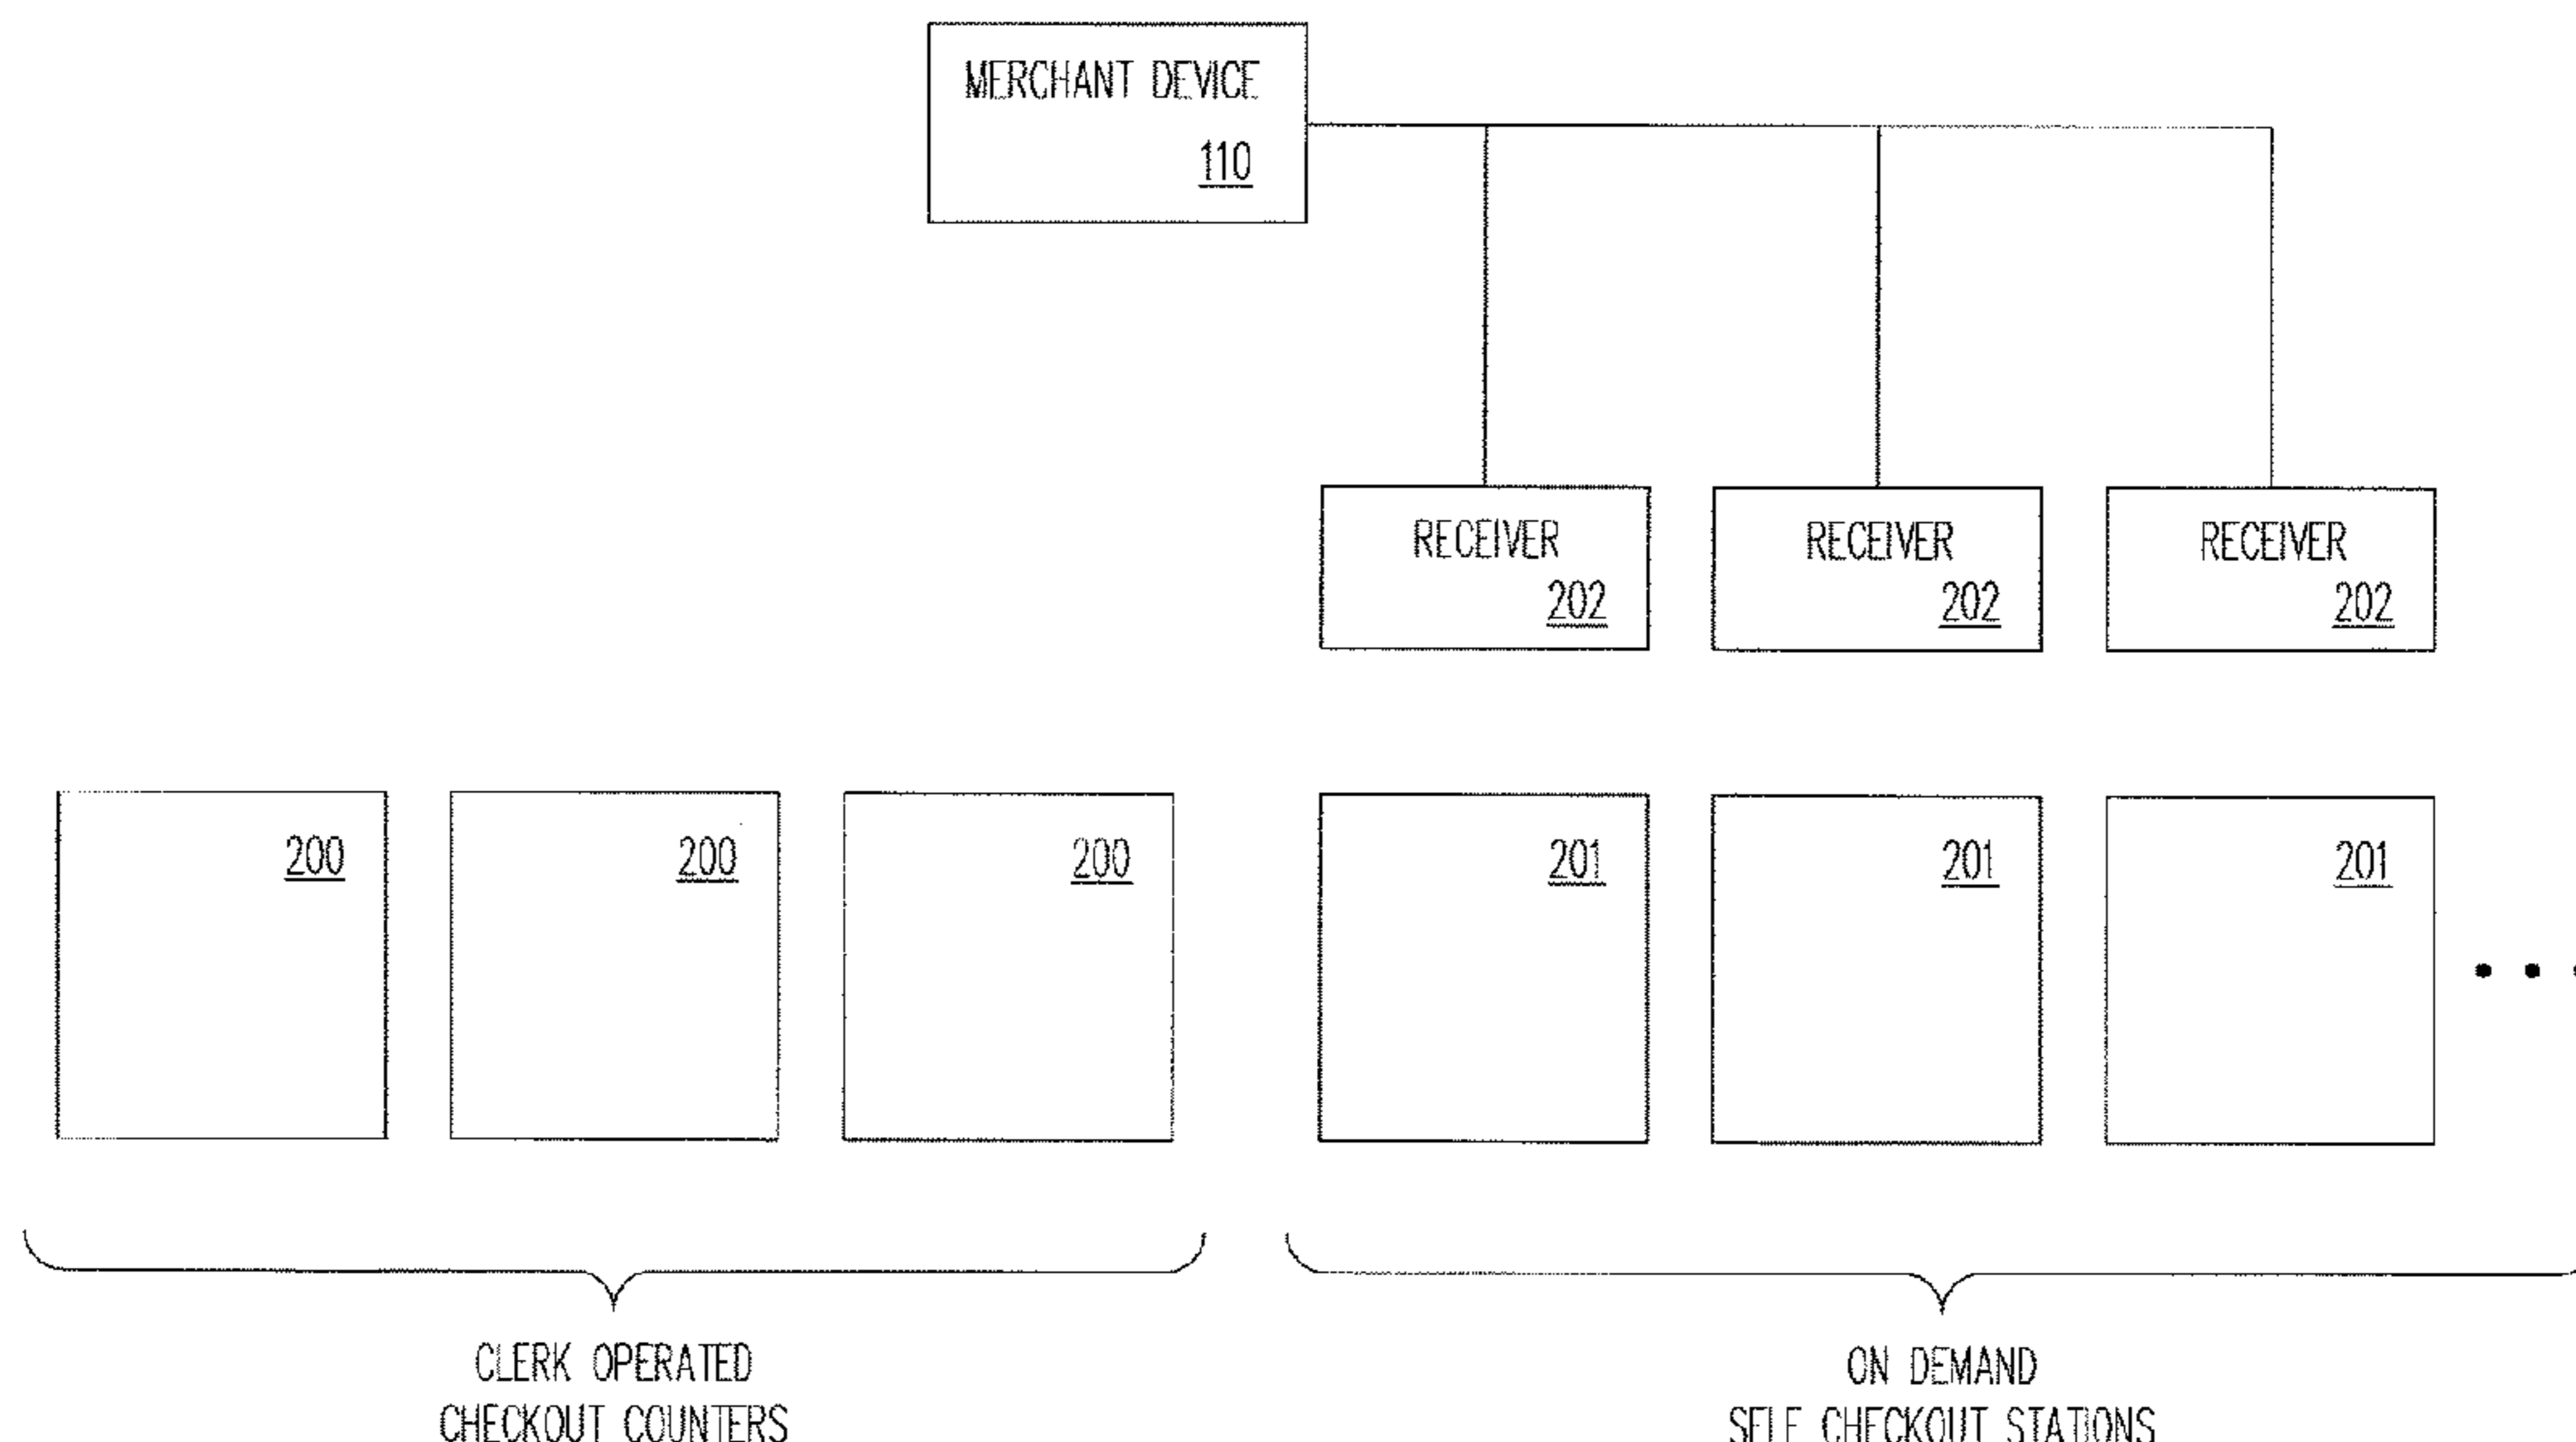 MERCHANT DEVICE
110
RECEIVER
202
RECEIVER
202
RECEIVER
202
200
200
200
201
201
201
CLERK OPERATED
CHECKOUT COUNTERS
ON DEMAND
SELF CHECKOUT STATIONS